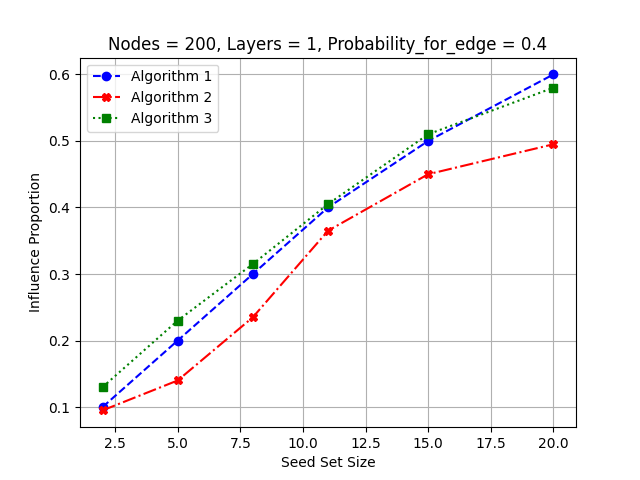 Nodes = 200, Layers = 1, Probability_for_edge = 0.4
Algorithm 1
Algorithm 2
Algorithm 3
0.6
0.5
0.4
0.3
0.2
0.1
Influence Proportion
2.5 5.0 7.5 10.0 12.5 15.0 17.5 20.0
Seed Set Size